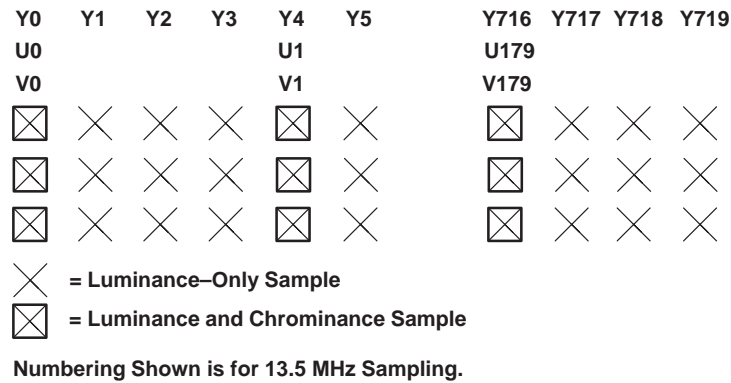 Y0 Y1 Y2 Y3 Y4 Y5 Y716 Y717 Y718 Y719
U0 U1 U179
V0 V1 V179
= Luminance–Only Sample
= Luminance and Chrominance Sample
Numbering Shown is for 13.5 MHz Sampling.